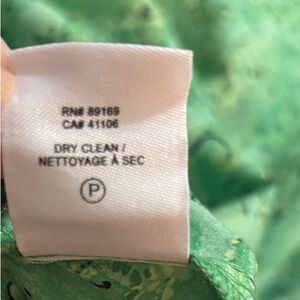 RN# 89169
CA# 41106
DRY CLEAN /
NETTOYAGE À SEC
P